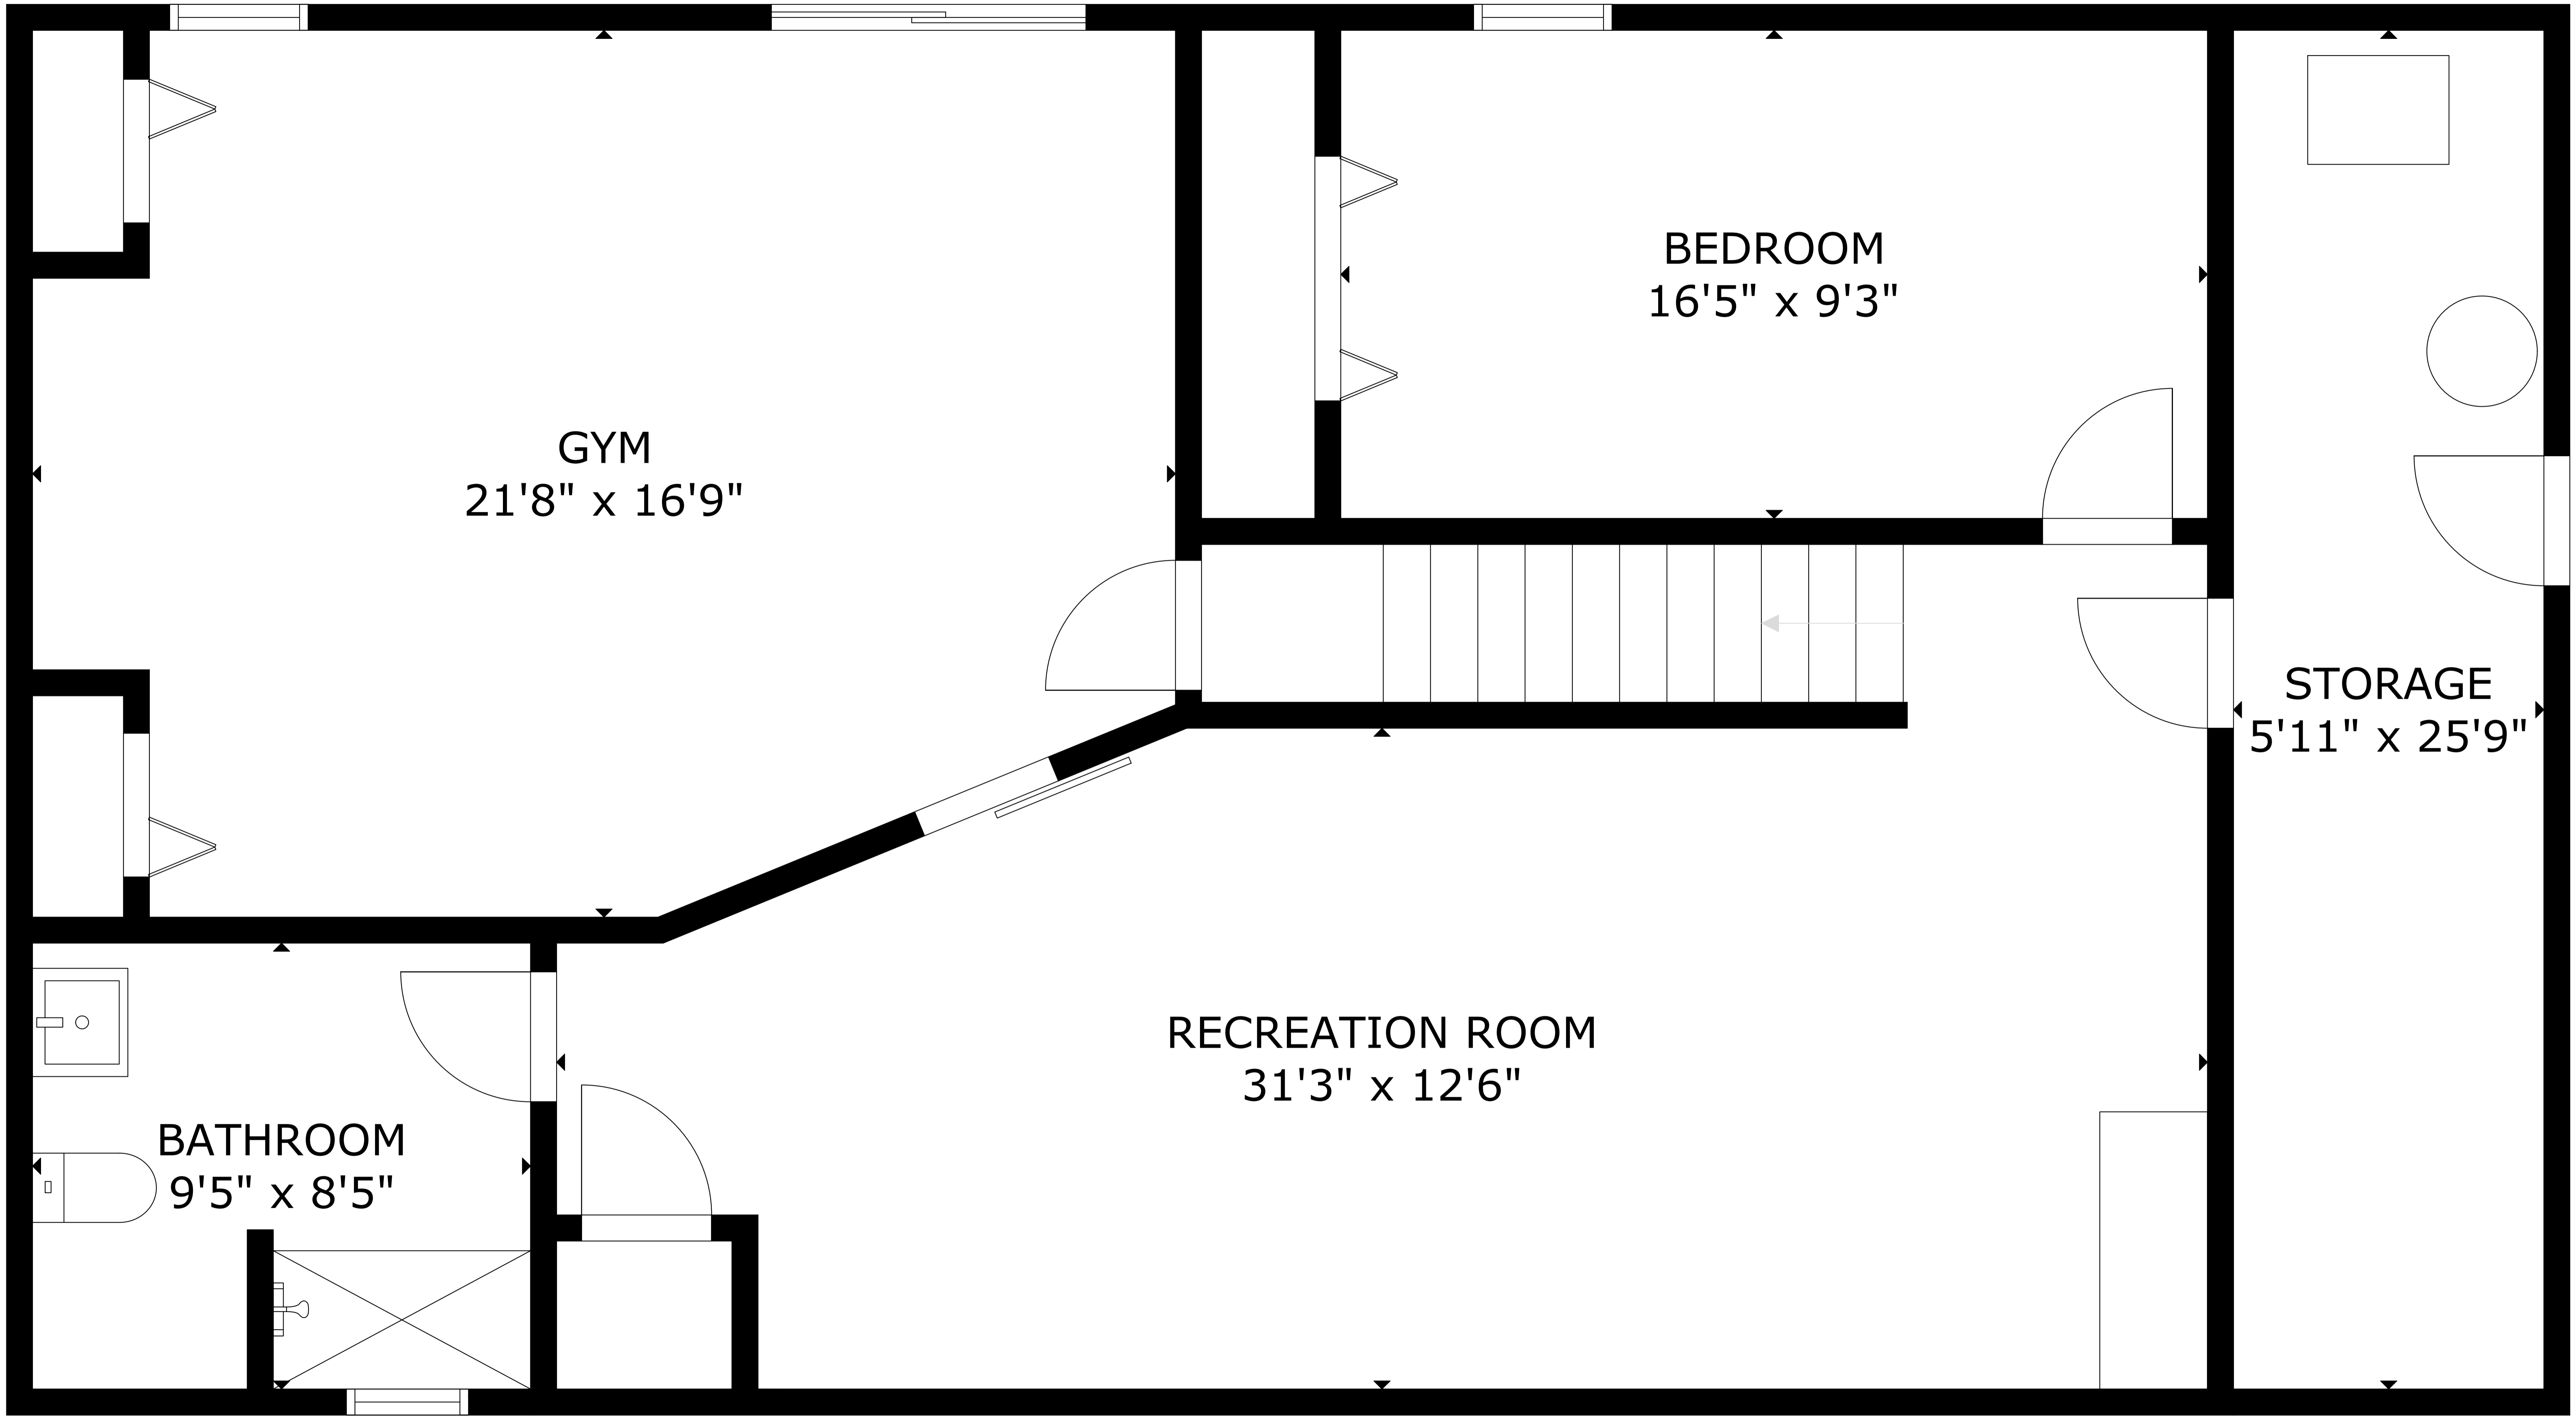 BEDROOM
16'5" x 9'3"
GYM
21'8" x 16'9"
STORAGE
5'11" x 25'9"
RECREATION ROOM
31'3" x 12'6"
BATHROOM
9'5" x 8'5"